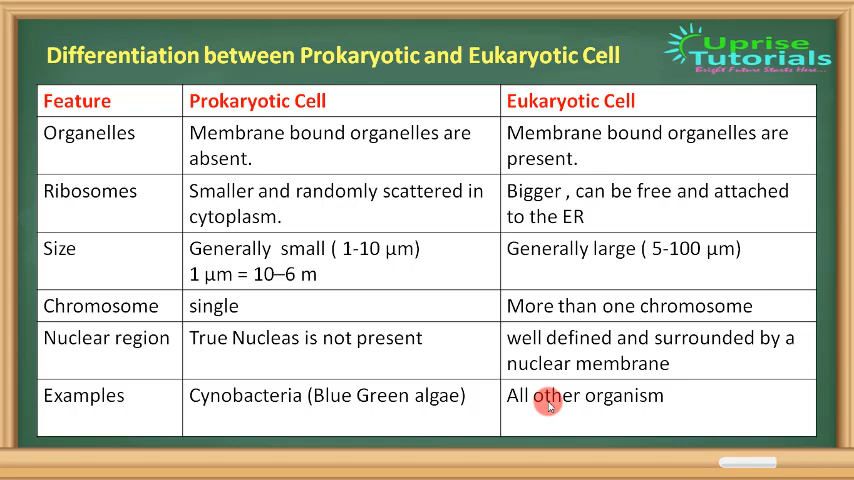 Differentiation between Prokaryotic and Eukaryotic Cell
Uprise
Tutorials
Bright Future Starts Here...
Feature Prokaryotic Cell Eukaryotic Cell
Organelles Membrane bound organelles are Membrane bound organelles are
absent. present.
Ribosomes Smaller and randomly scattered in Bigger , can be free and attached
cytoplasm. to the ER
Size Generally small ( 1-10 µm) Generally large ( 5-100 µm)
1 µm = 10–6 m
Chromosome single More than one chromosome
Nuclear region True Nucleas is not present well defined and surrounded by a
nuclear membrane
Examples Cynobacteria (Blue Green algae) All other organism